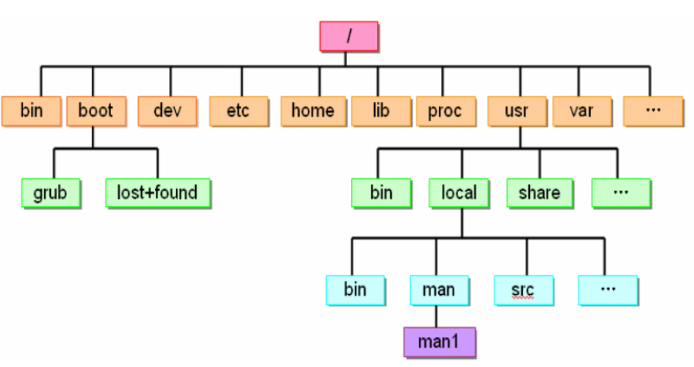 /
bin boot dev etc home lib proc usr var ...
grub lost+found bin local share ...
bin man src ...
man1